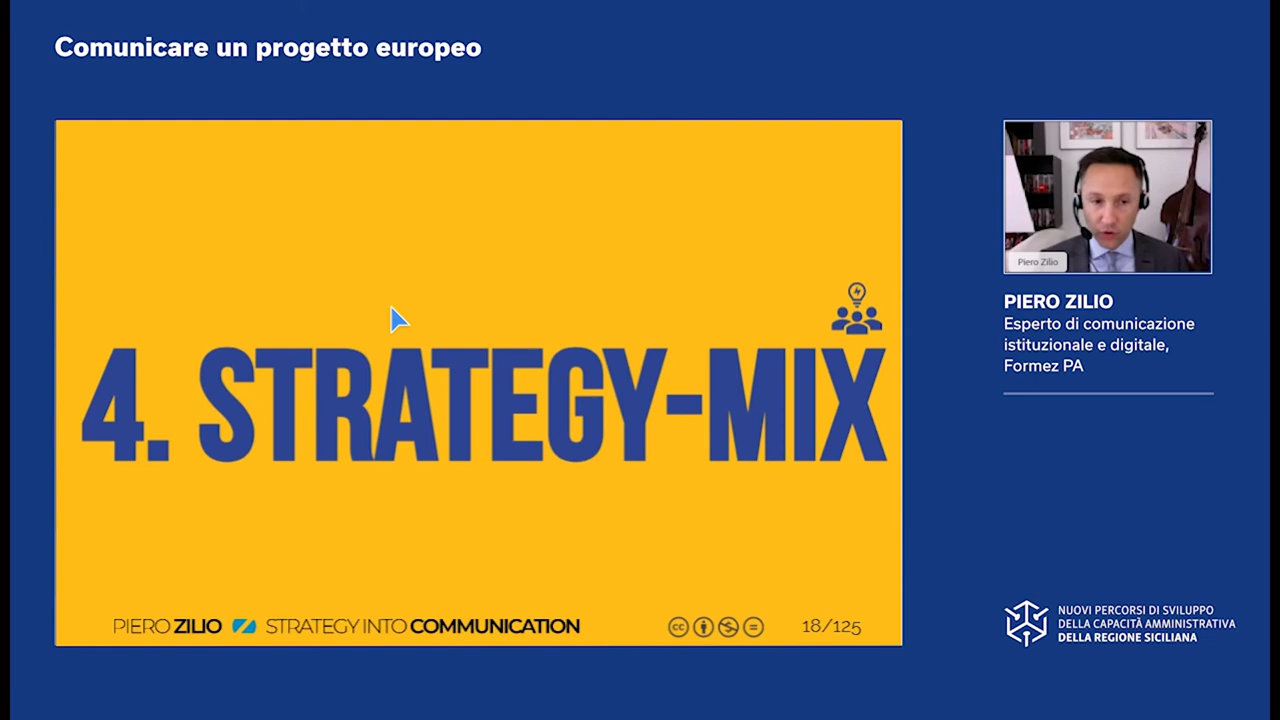 Comunicare un progetto europeo
4. STRATEGY-MIX
PIERO ZILIO STRATEGY INTO COMMUNICATION
cc
18/125
Piero Zilio
PIERO ZILIO
Esperto di comunicazione
istituzionale e digitale,
Formez PA
NUOVI PERCORSI DI SVILUPPO
DELLA CAPACITÀ AMMINISTRATIVA
DELLA REGIONE SICILIANA